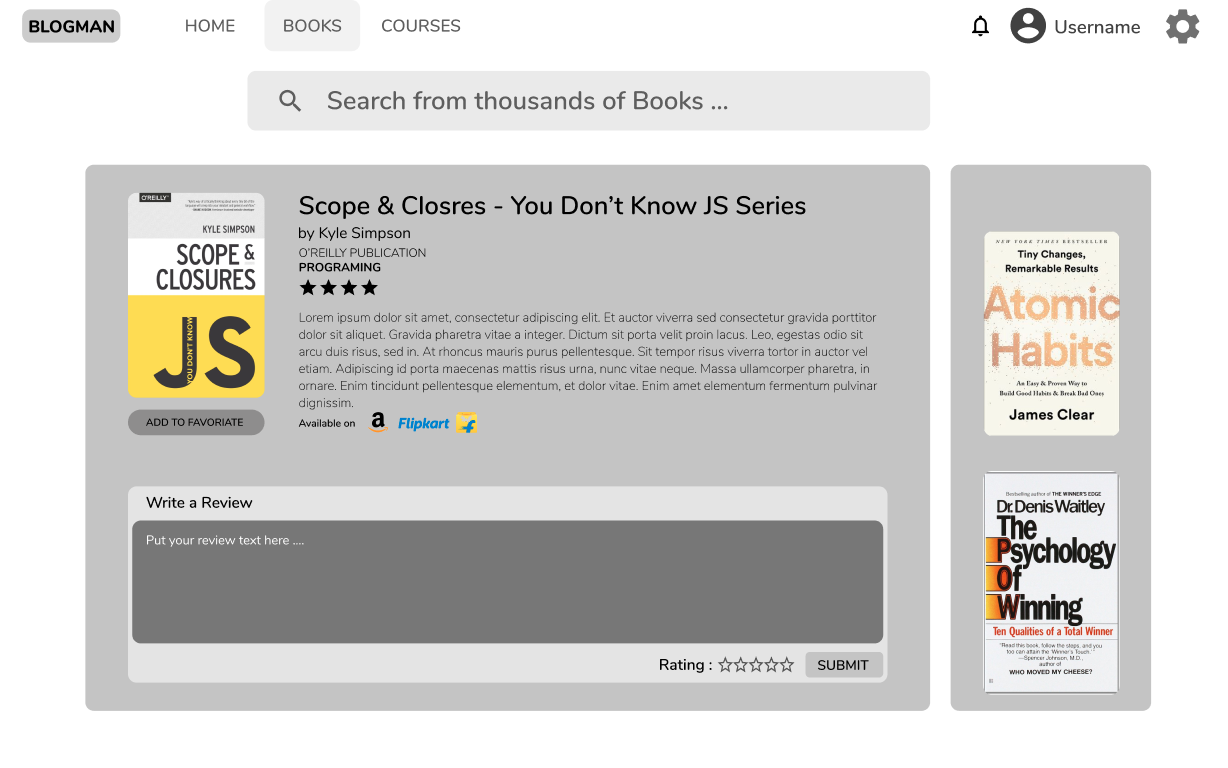 BLOGMAN
HOME
BOOKS
COURSES
Username
Search from thousands of Books ...
O'REILLY
KYLE SIMPSON
SCOPE &
CLOSURES
YOU DON'T KNOW
JS
ADD TO FAVORIATE
Scope & Closres - You Don't Know JS Series
by Kyle Simpson
O'REILLY PUBLICATION
PROGRAMING
Lorem ipsum dolor sit amet, consectetur adipiscing elit. Et auctor viverra sed consectetur gravida porttitor
dolor sit aliquet. Gravida pharetra vitae a integer. Dictum sit porta velit proin lacus. Leo, egestas odio sit
arcu duis risus, sed in. At rhoncus mauris purus pellentesque. Sit tempor risus viverra tortor in auctor vel
etiam. Adipiscing id porta maecenas mattis risus urna, nunc vitae neque. Massa ullamcorper pharetra, in
ornare. Enim tincidunt pellentesque elementum, et dolor vitae. Enim amet elementum fermentum pulvinar
dignissim.
Available on
a
Flipkart
f
Write a Review
Put your review text here ....
Rating :
SUBMIT
NEW YORK TIMES BESTSELLER
Tiny Changes,
Remarkable Results
Atomic
Habits
An Easy & Proven Way to
Build Good Habits & Break Bad Ones
James Clear
Bestselling author of THE WINNER'S EDGE
Dr. Denis Waitley
The
Psychology
Of
Winning
Ten Qualities of a Total Winner
"Read this book, follow the steps, and you
too can attain the 'Winner's Touch.'"
—Spencer Johnson, M.D.,
author of
WHO MOVED MY CHEESE?